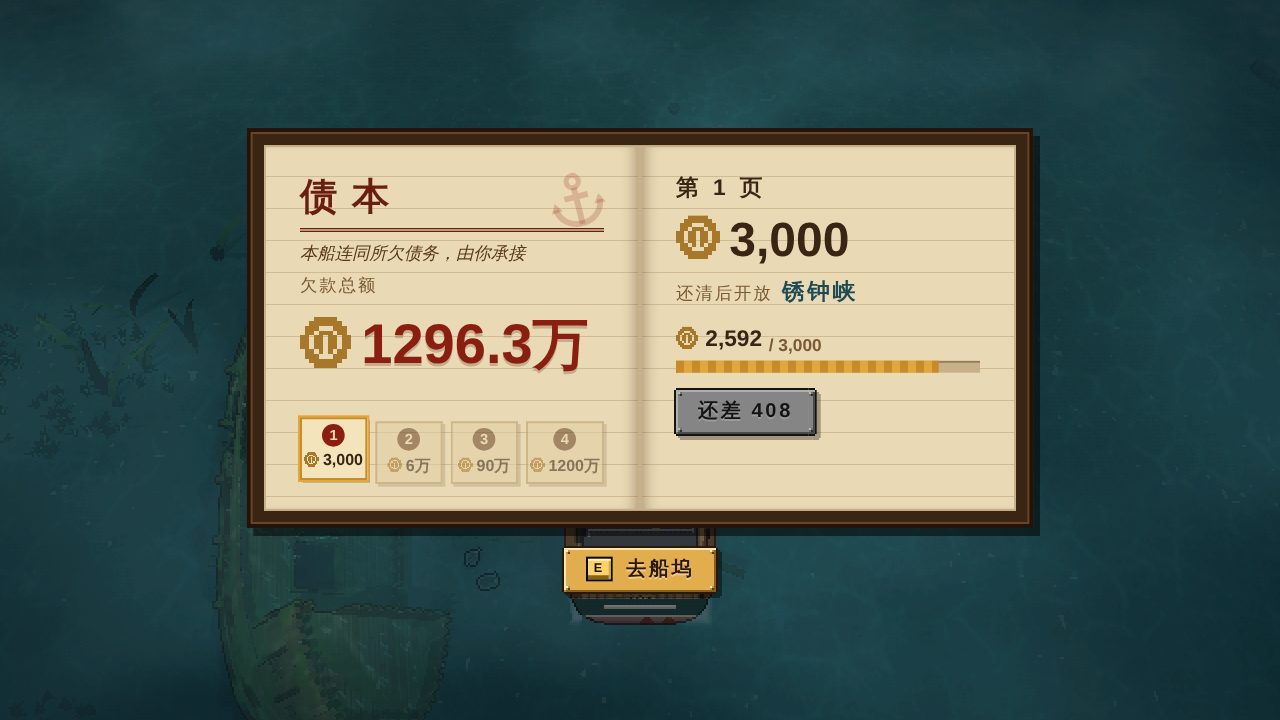 债本
本船连同所欠债务，由你承接
欠款总额
1296.3万
1
3,000
2
6万
3
90万
4
1200万
第 1 页
3,000
还清后开放 锈钟峡
2,592 / 3,000
还差 408
E 去船坞